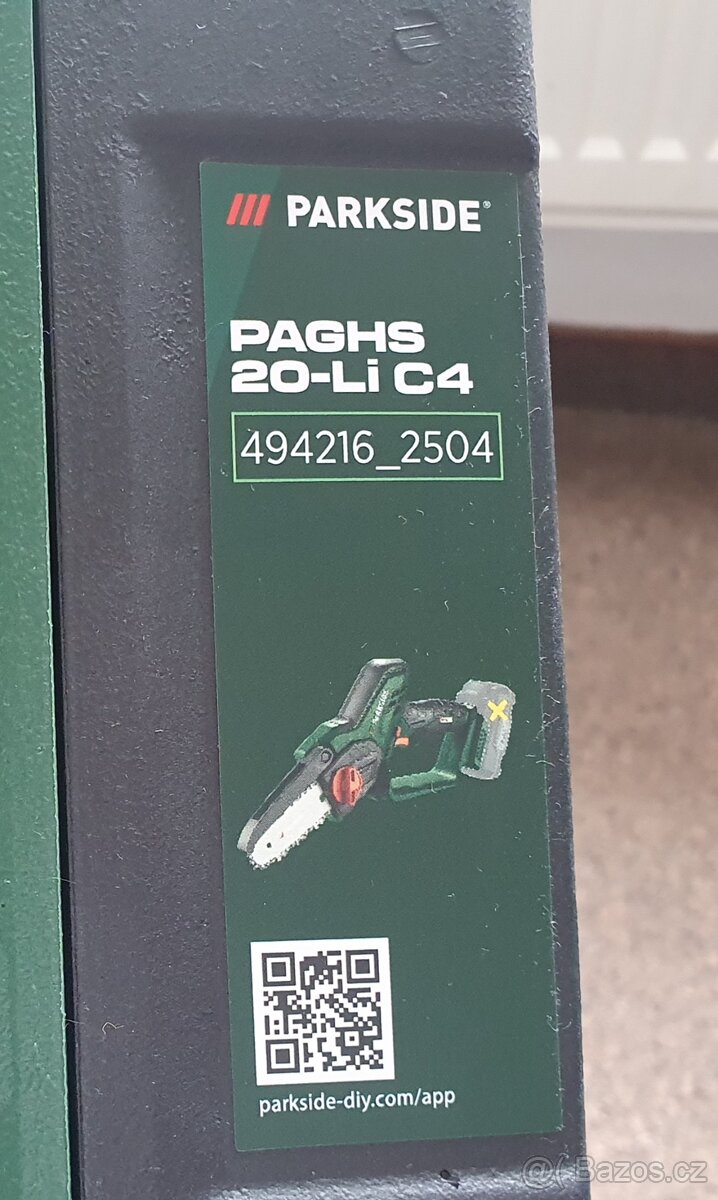 PARKSIDE®
PAGHS
20-Li C4
494216_2504
parkside-diy.com/app
@( Bazos.cz